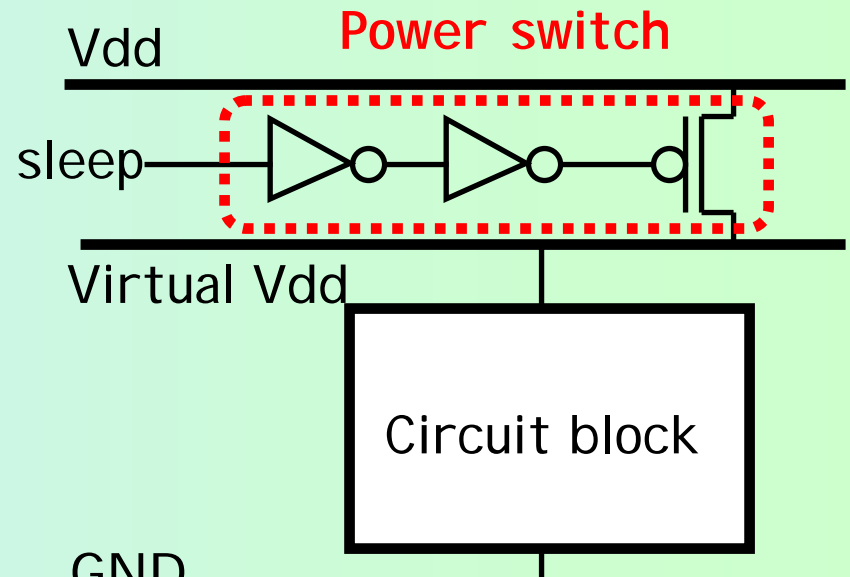 Power switch
Vdd
sleep
Virtual Vdd
Circuit block
GND